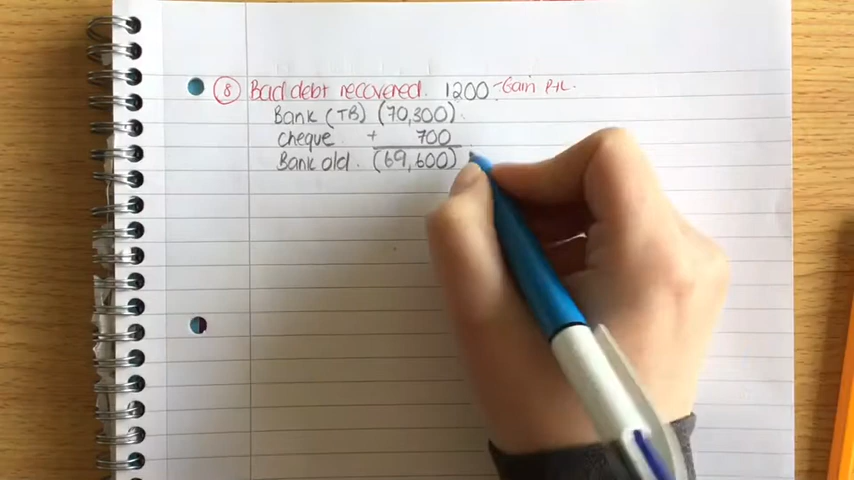 8 Bad debt recovered. 1200 - Gain P+L.
Bank (TB) (70,300).
cheque + 700
Bank old. (69,600)